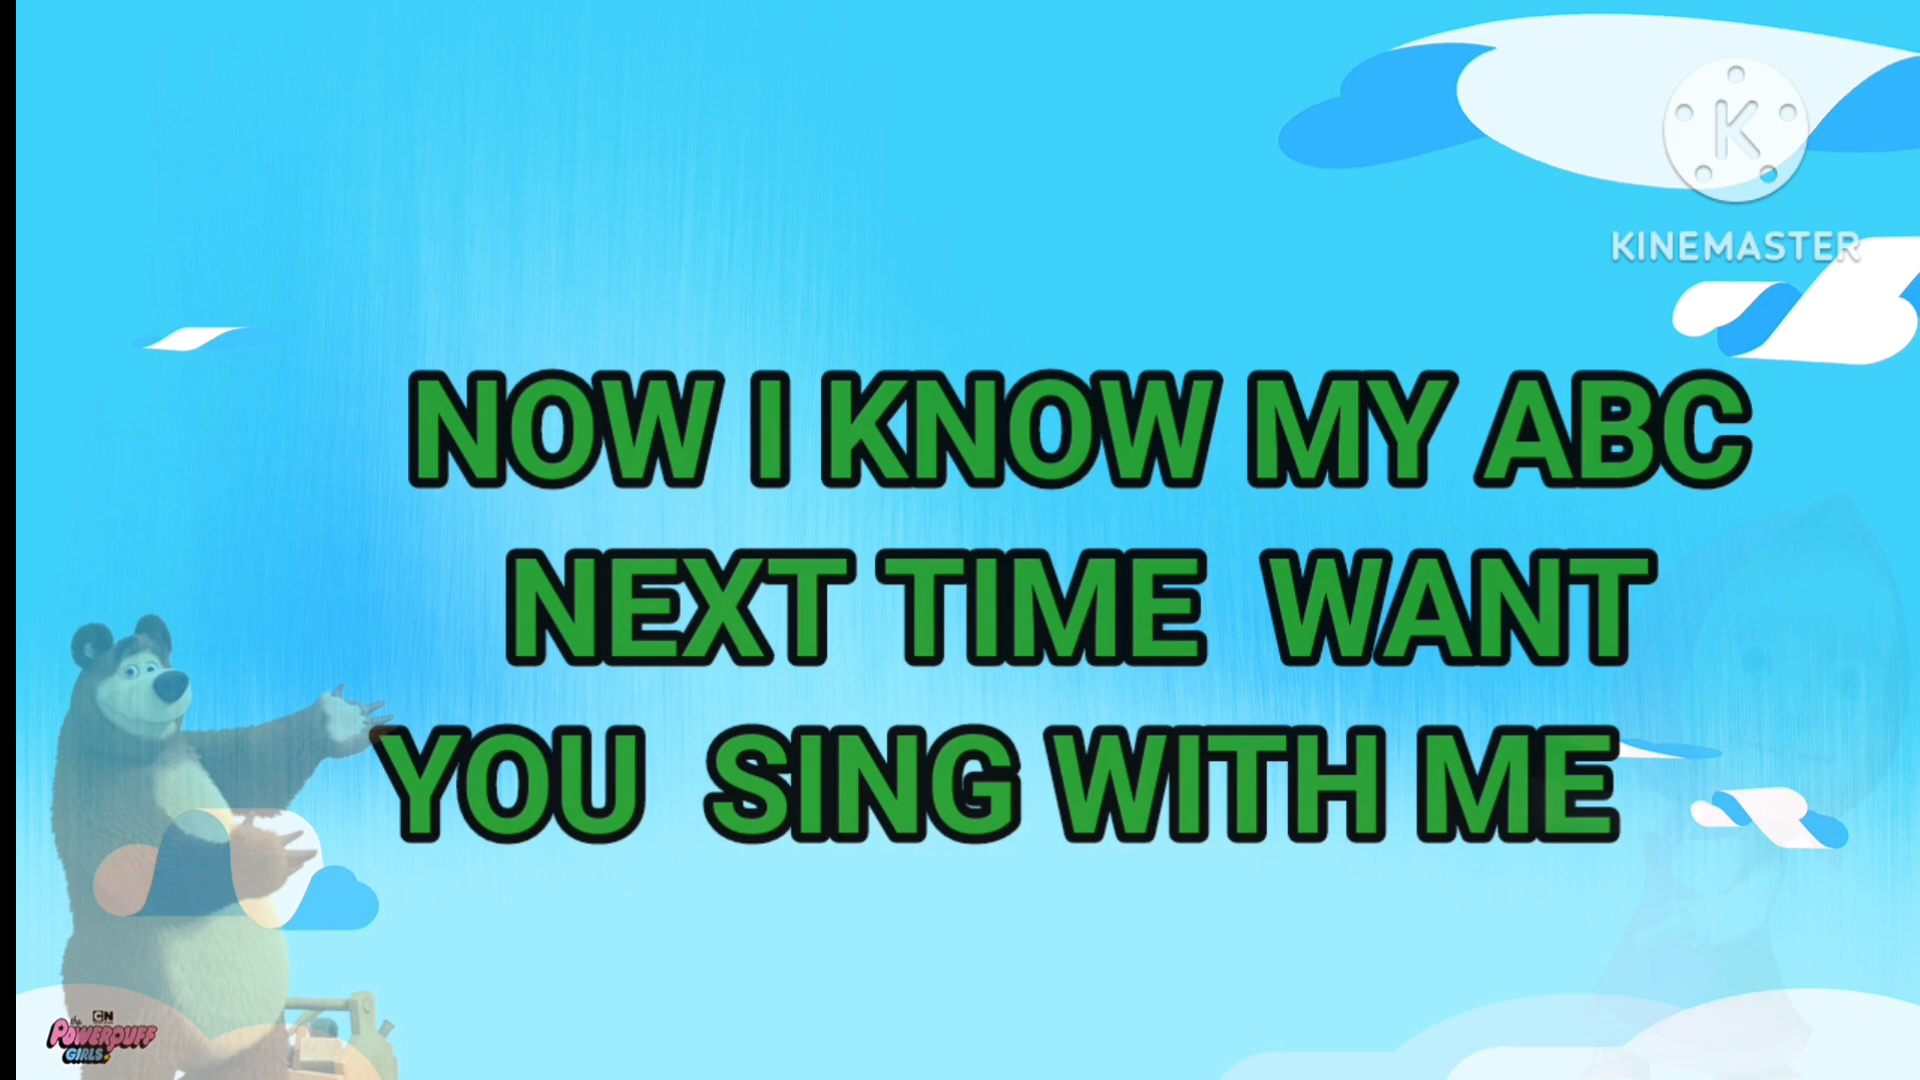 KINEMASTER
NOW I KNOW MY ABC
NEXT TIME WANT
YOU SING WITH ME
CN
the
POWERPUFF
GIRLS